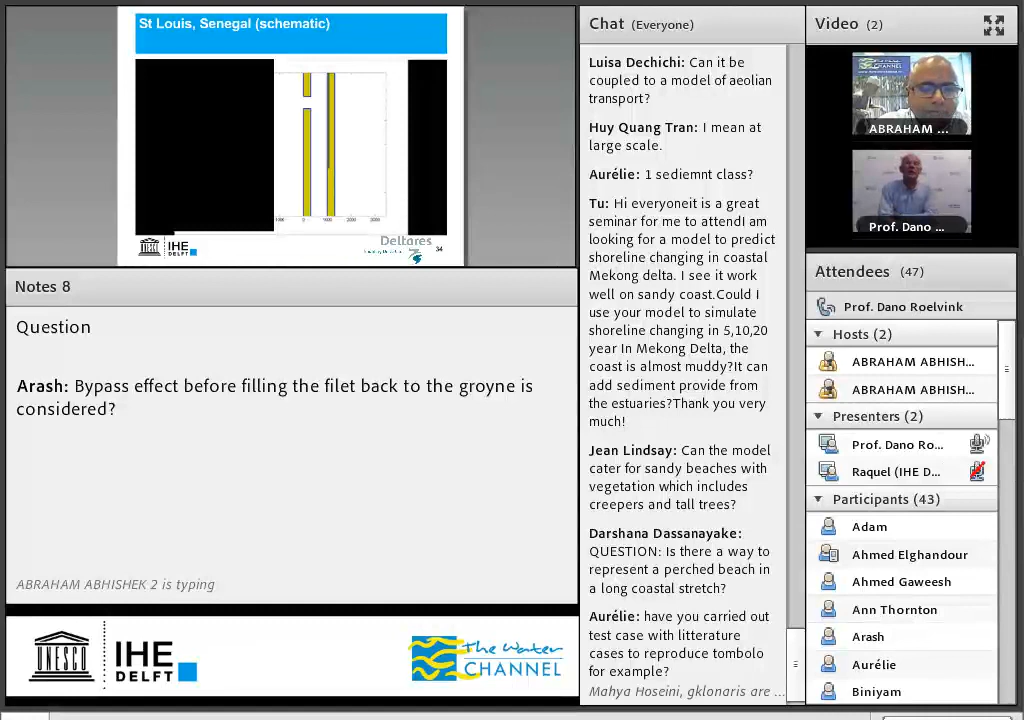 St Louis, Senegal (schematic)
0
IHE
DELFT
Deltares
34
Notes 8
Question
Arash: Bypass effect before filling the filet back to the groyne is
considered?
ABRAHAM ABHISHEK 2 is typing
UNESCO
IHE
DELFT
the Water
CHANNEL
Chat (Everyone)
Luisa Dechichi: Can it be
coupled to a model of aeolian
transport?
Huy Quang Tran: I mean at
large scale.
Aurélie: 1 sediemnt class?
Tu: Hi everyoneit is a great
seminar for me to attendI am
looking for a model to predict
shoreline changing in coastal
Mekong delta. I see it work
well on sandy coast.Could I
use your model to simulate
shoreline changing in 5,10,20
year In Mekong Delta, the
coast is almost muddy?It can
add sediment provide from
the estuaries?Thank you very
much!
Jean Lindsay: Can the model
cater for sandy beaches with
vegetation which includes
creepers and tall trees?
Darshana Dassanayake:
QUESTION: Is there a way to
represent a perched beach in
a long coastal stretch?
Aurélie: have you carried out
test case with litterature
cases to reproduce tombolo
for example?
Mahya Hoseini, gklonaris are ...
Video (2)
CHANNEL
ABRAHAM ...
Prof. Dano ...
Attendees (47)
Prof. Dano Roelvink
Hosts (2)
ABRAHAM ABHISH...
ABRAHAM ABHISH...
Presenters (2)
Prof. Dano Ro...
Raquel (IHE D...
Participants (43)
Adam
Ahmed Elghandour
Ahmed Gaweesh
Ann Thornton
Arash
Aurélie
Biniyam